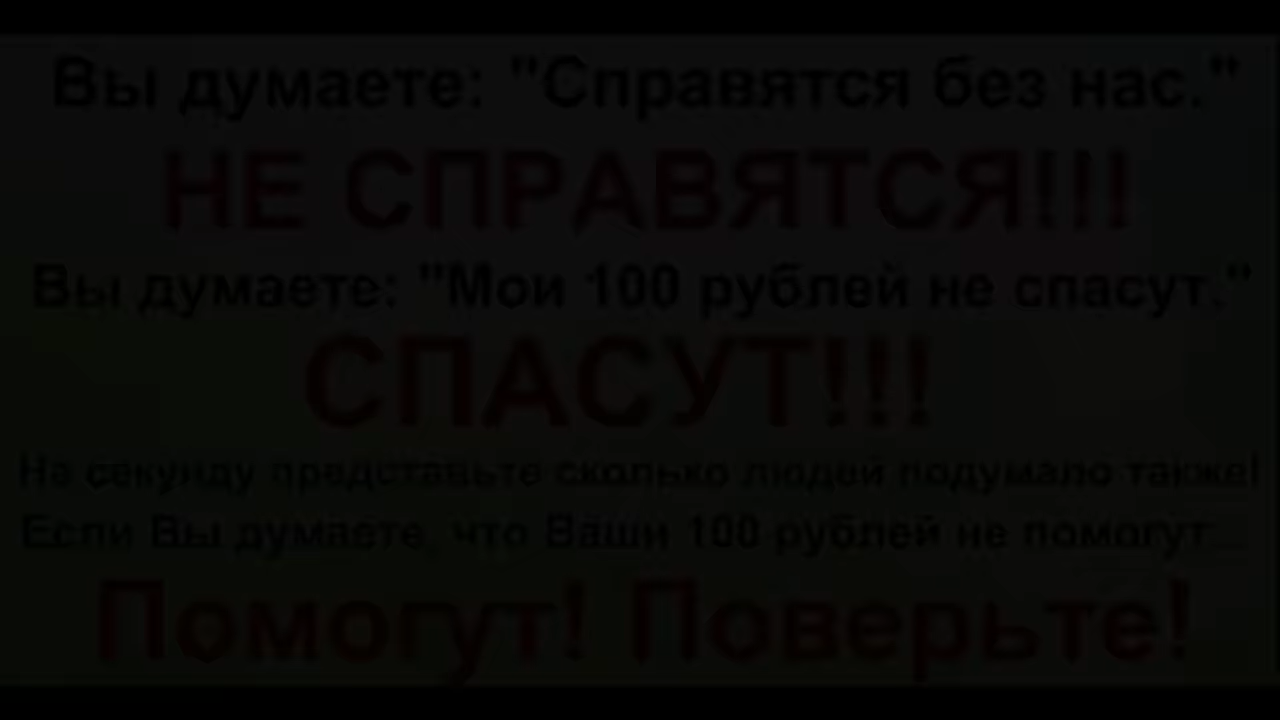 Вы думаете: "Справятся без нас."
НЕ СПРАВЯТСЯ!!!
Вы думаете: "Мои 100 рублей не спасут."
СПАСУТ!!!
На секунду представьте сколько людей подумало также!
Если Вы думаете, что Ваши 100 рублей не помогут
Помогут! Поверьте!